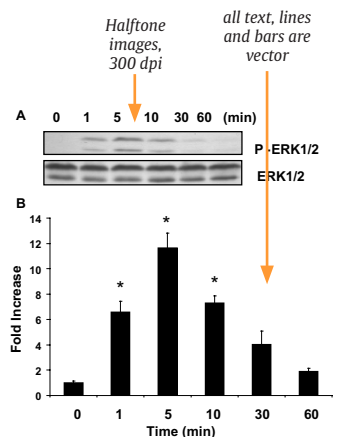 Halftone
images,
300 dpi
all text, lines
and bars are
vector
A
0 1 5 10 30 60 (min)
P-ERK1/2
ERK1/2
B
Fold Increase
14
12
10
8
6
4
2
0
*
*
*
0 1 5 10 30 60
Time (min)